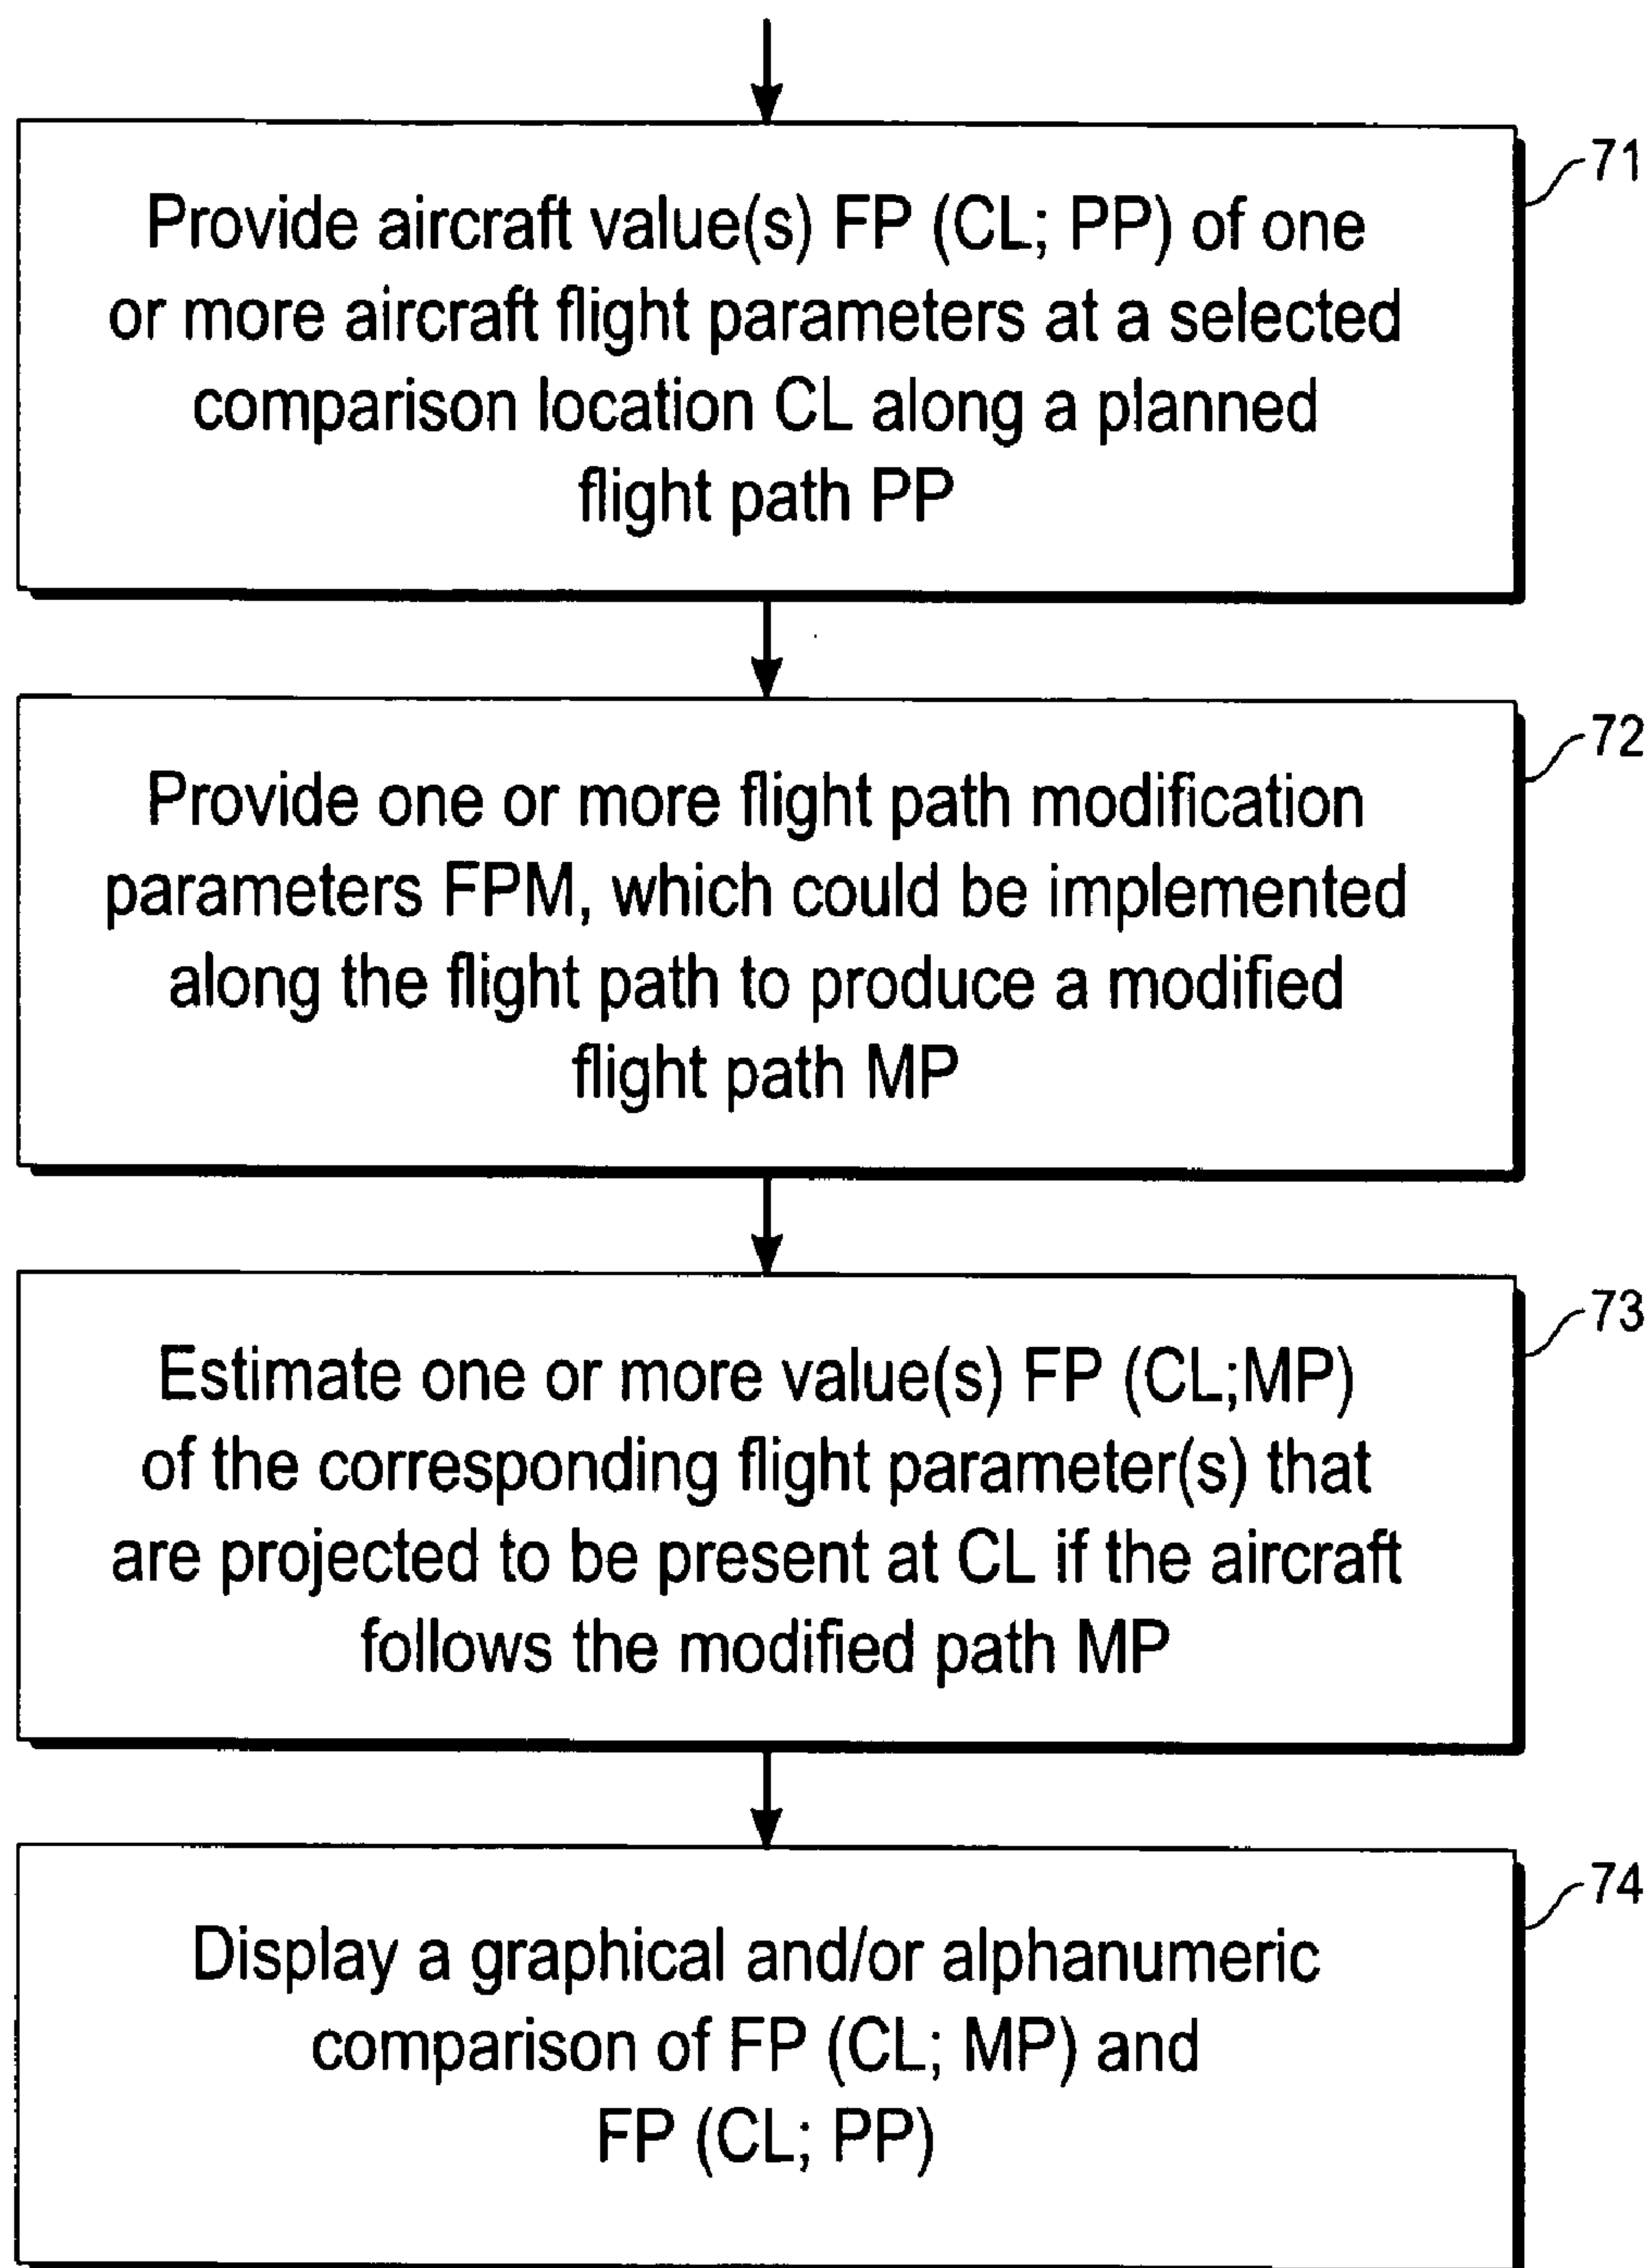 71
Provide aircraft value(s) FP (CL; PP) of one
or more aircraft flight parameters at a selected
comparison location CL along a planned
flight path PP
72
Provide one or more flight path modification
parameters FPM, which could be implemented
along the flight path to produce a modified
flight path MP
73
Estimate one or more value(s) FP (CL;MP)
of the corresponding flight parameter(s) that
are projected to be present at CL if the aircraft
follows the modified path MP
74
Display a graphical and/or alphanumeric
comparison of FP (CL; MP) and
FP (CL; PP)